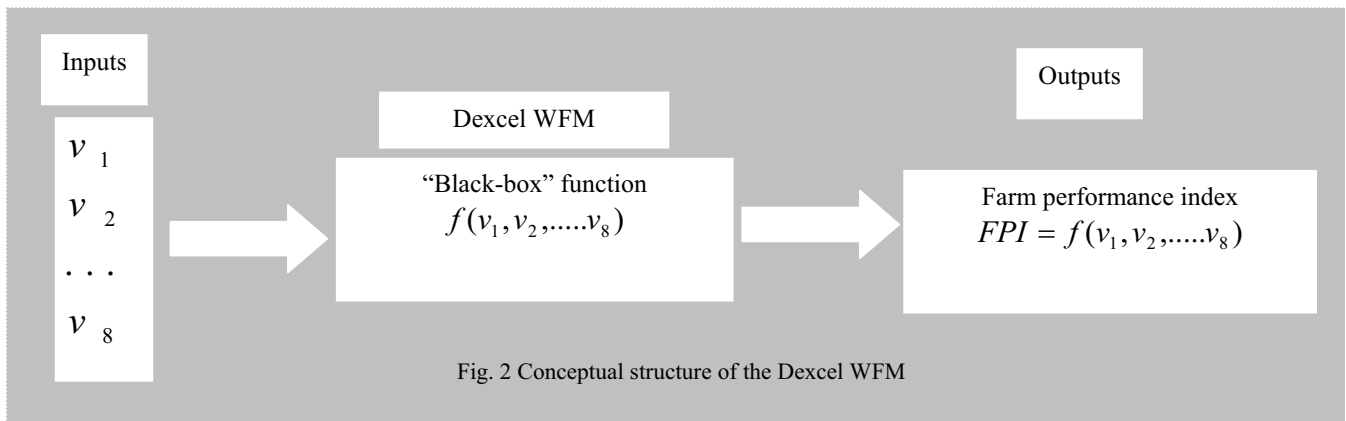 Inputs
v 1
v 2
. . .
v 8
Dexcel WFM
“Black-box” function
f(v₁,v₂,.....v₈)
Outputs
Farm performance index
FPI = f(v₁,v₂,.....v₈)
Fig. 2 Conceptual structure of the Dexcel WFM